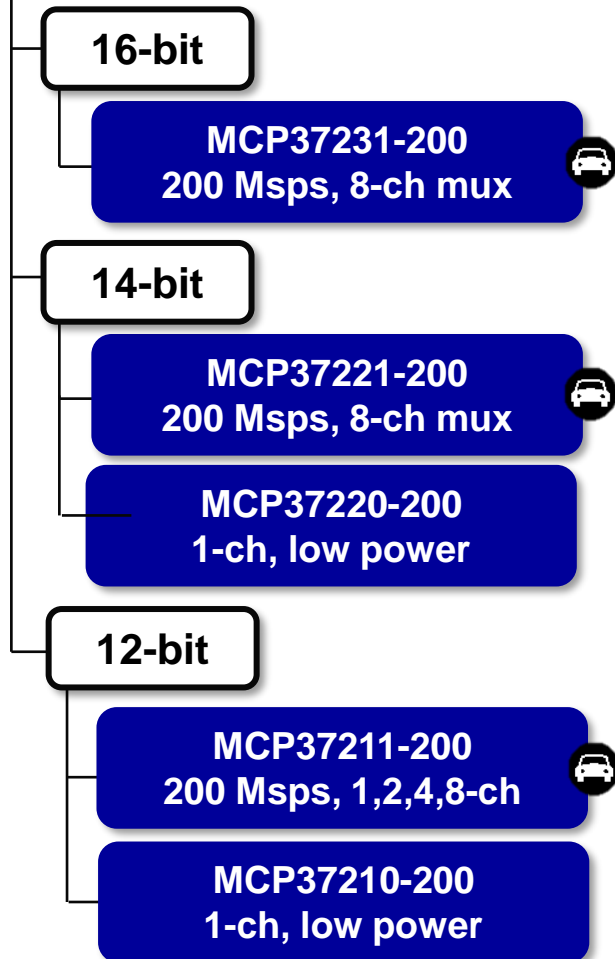 16-bit
MCP37231-200
200 Msps, 8-ch mux
14-bit
MCP37221-200
200 Msps, 8-ch mux
MCP37220-200
1-ch, low power
12-bit
MCP37211-200
200 Msps, 1,2,4,8-ch
MCP37210-200
1-ch, low power